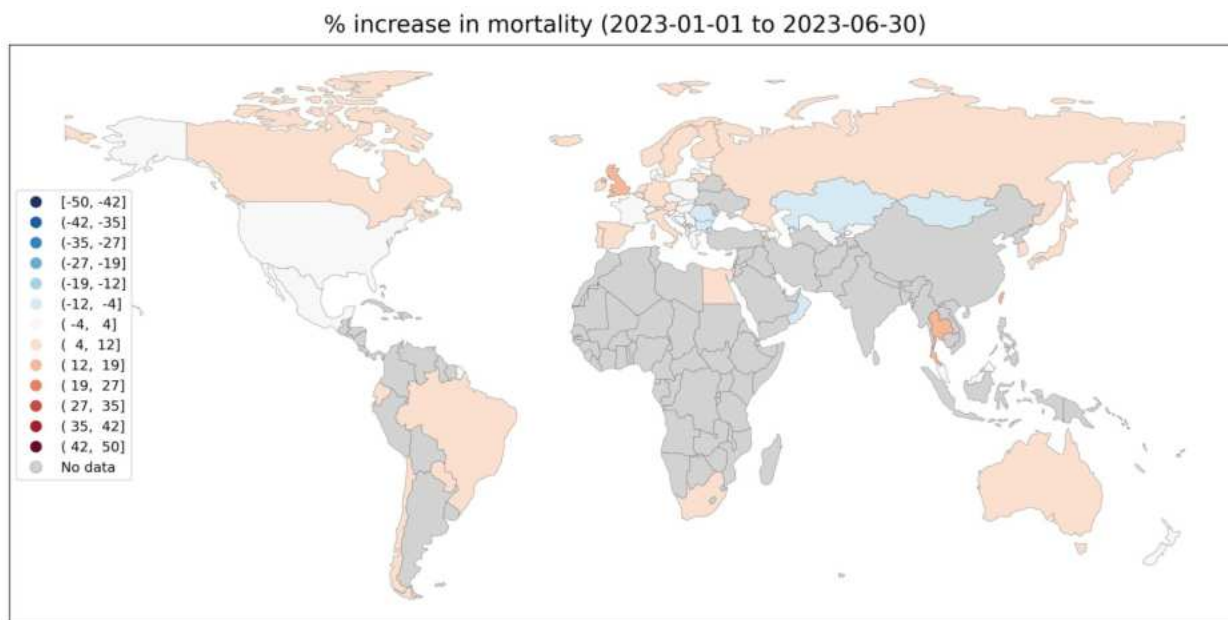 % increase in mortality (2023-01-01 to 2023-06-30)
[-50, -42]
(-42, -35]
(-35, -27]
(-27, -19]
(-19, -12]
(-12, -4]
( -4, 4]
( 4, 12]
( 12, 19]
( 19, 27]
( 27, 35]
( 35, 42]
( 42, 50]
No data